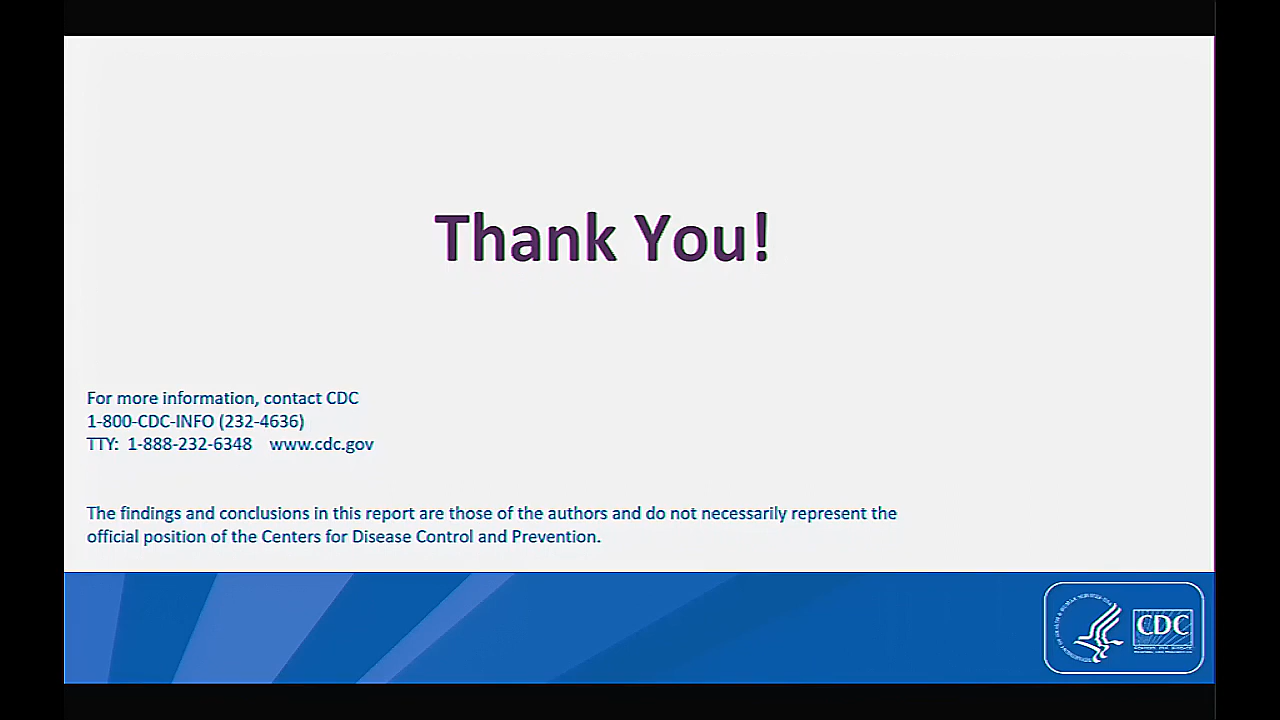 Thank You!
For more information, contact CDC
1-800-CDC-INFO (232-4636)
TTY:  1-888-232-6348    www.cdc.gov
The findings and conclusions in this report are those of the authors and do not necessarily represent the
official position of the Centers for Disease Control and Prevention.
CDC